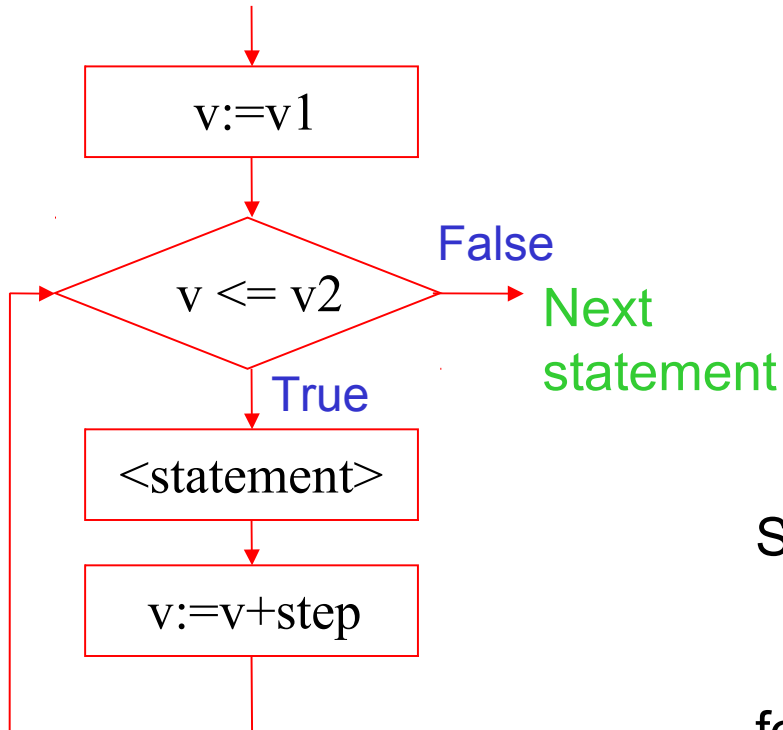 v:=v1
False
v <= v2
Next
statement
True
<statement>
v:=v+step